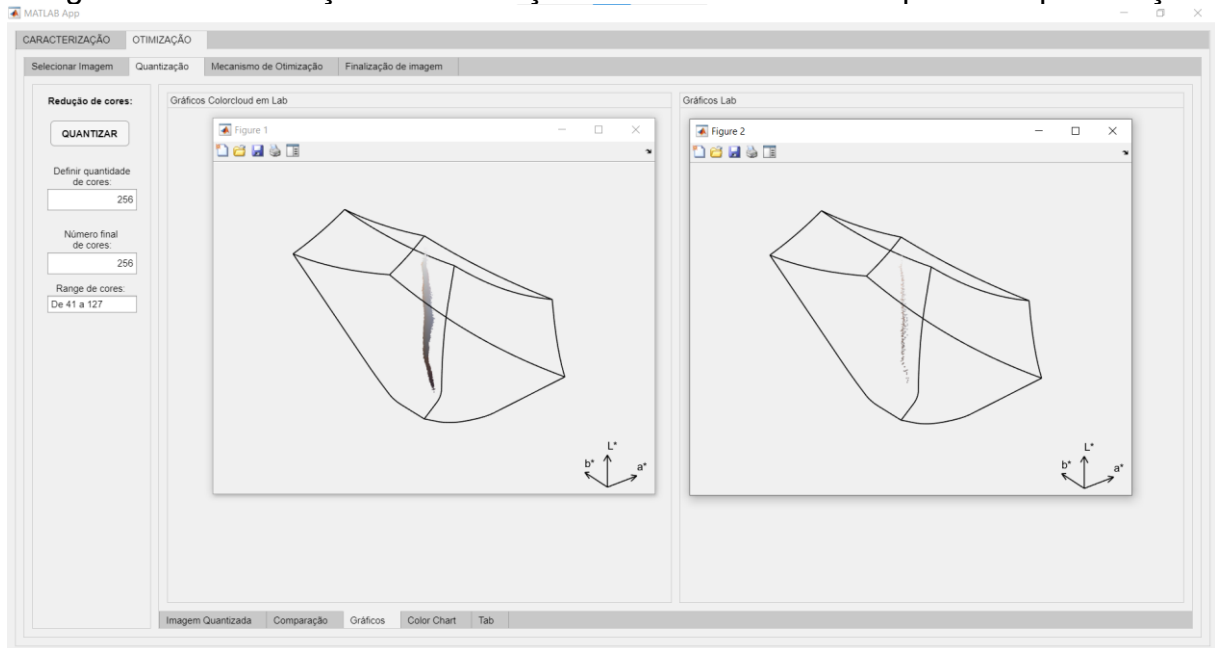 MATLAB App
CARACTERIZAÇÃO OTIMIZAÇÃO
Selecionar Imagem Quantização Mecanismo de Otimização Finalização de imagem
Redução de cores:
QUANTIZAR
Definir quantidade
de cores:
256
Número final
de cores:
256
Range de cores:
De 41 a 127
Gráficos Colorcloud em Lab
Figure 1
L*
b*
a*
Gráficos Lab
Figure 2
L*
b*
a*
Imagem Quantizada Comparação Gráficos Color Chart Tab